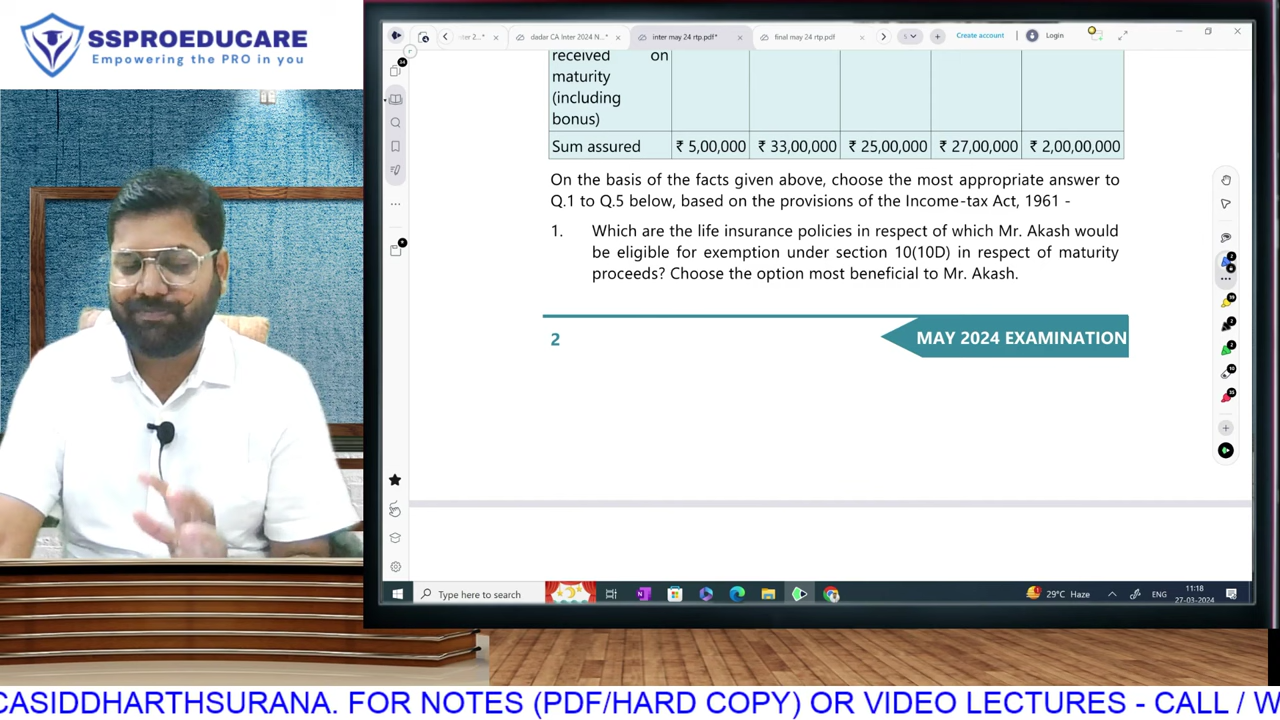 SSPROEDUCARE
Empowering the PRO in you
dadar CA Inter 2024 N...*
inter may 24 rtp.pdf*
final may 24 rtp.pdf
Create account
Login
received on
maturity
(including
bonus)
Sum assured ₹ 5,00,000 ₹ 33,00,000 ₹ 25,00,000 ₹ 27,00,000 ₹ 2,00,00,000
On the basis of the facts given above, choose the most appropriate answer to
Q.1 to Q.5 below, based on the provisions of the Income-tax Act, 1961 -
1. Which are the life insurance policies in respect of which Mr. Akash would
be eligible for exemption under section 10(10D) in respect of maturity
proceeds? Choose the option most beneficial to Mr. Akash.
2
MAY 2024 EXAMINATION
Type here to search
29°C Haze
ENG
11:18
27-03-2024
CASIDDHARTHSURANA. FOR NOTES (PDF/HARD COPY) OR VIDEO LECTURES - CALL / W